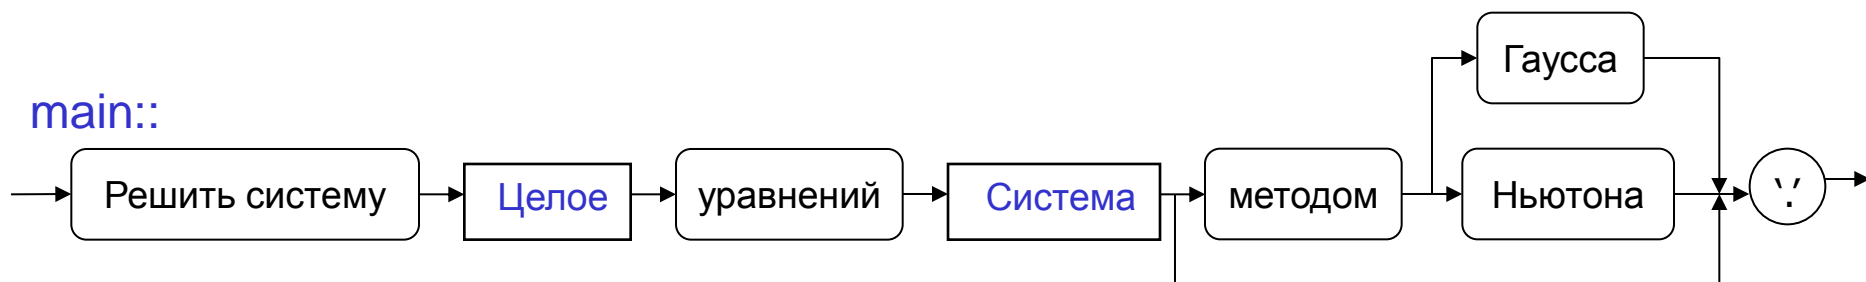 Гаусса
main::
Решить систему Целое уравнений Система методом Ньютона '.'